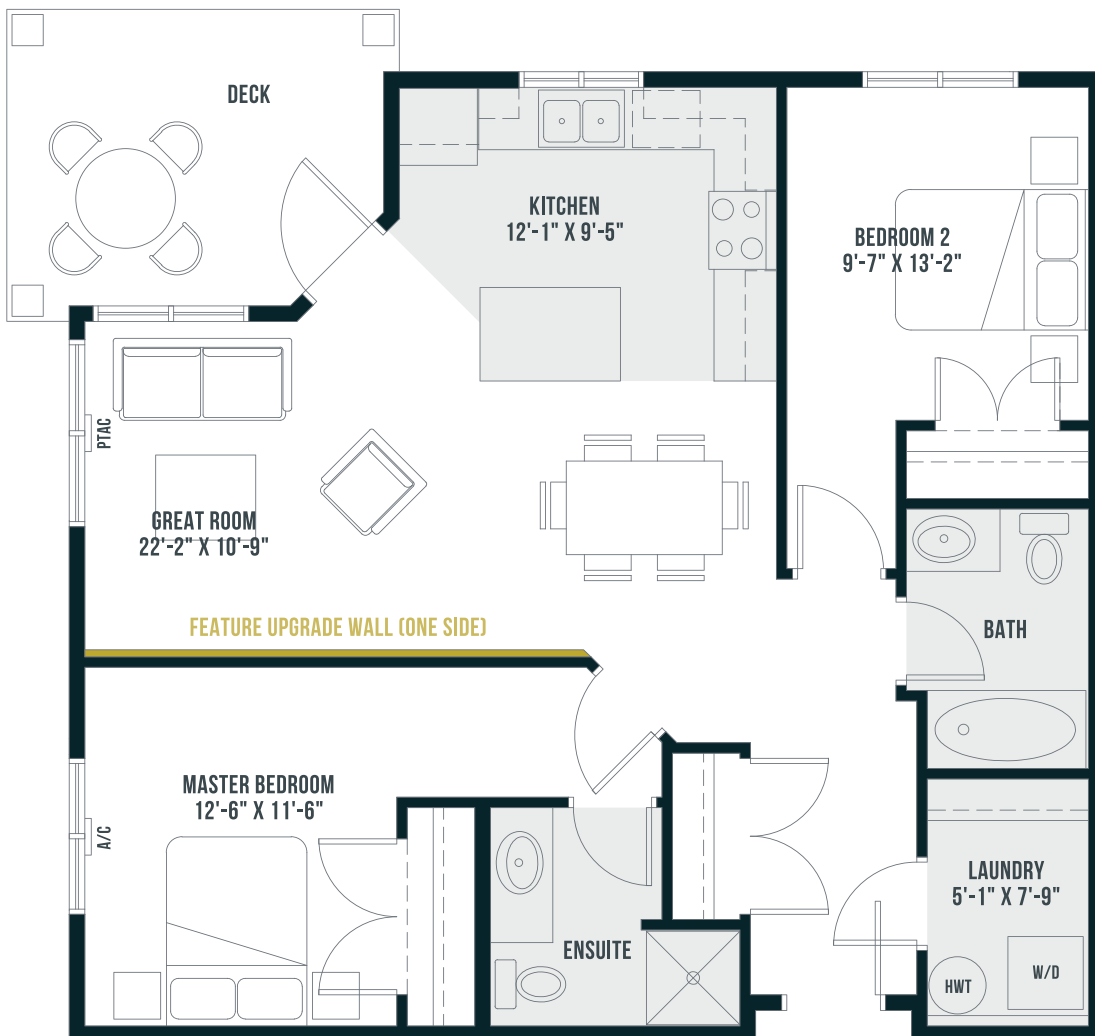 DECK
KITCHEN
12'-1" X 9'-5"
BEDROOM 2
9'-7" X 13'-2"
PTAC
GREAT ROOM
22'-2" X 10'-9"
FEATURE UPGRADE WALL (ONE SIDE)
BATH
MASTER BEDROOM
12'-6" X 11'-6"
A/C
LAUNDRY
5'-1" X 7'-9"
ENSUITE
W/D
HWT